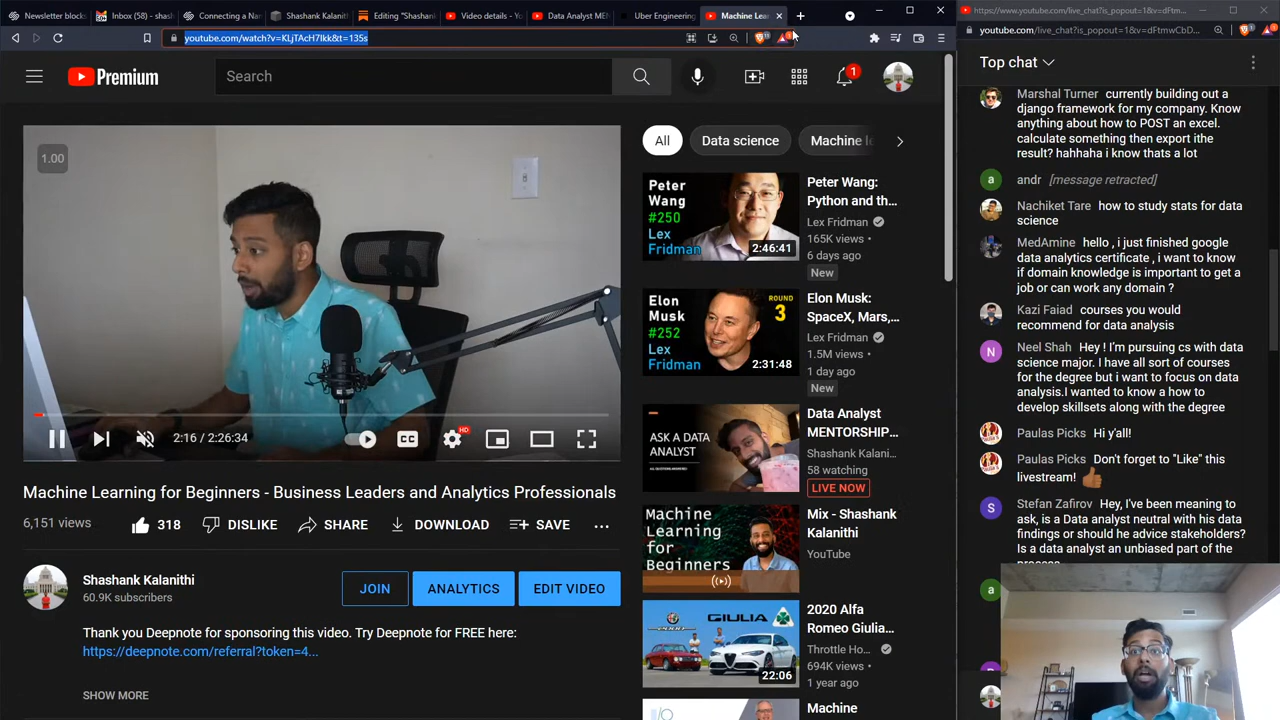 Newsletter blocks
Inbox (58) - shash
Connecting a Nar
Shashank Kalanit
Editing "Shashank
Video details - Yo
Data Analyst MEN
Uber Engineering
Machine Lear
https://www.youtube.com/live_chat?is_popout=1&v=dFtm
youtube.com/watch?v=KLjTAcH7Ikk&t=135s
youtube.com/live_chat?is_popout=1&v=dFtmwCbD...
Premium
Search
1
Top chat
1.00
All
Data science
Machine le
Peter Wang #250 Lex Fridman
2:46:41
Peter Wang:
Python and th...
Lex Fridman
165K views •
6 days ago
New
Elon Musk #252 Lex Fridman
ROUND 3
2:31:48
Elon Musk:
SpaceX, Mars,...
Lex Fridman
1.5M views •
1 day ago
New
HD
2:16 / 2:26:34
ASK A DATA ANALYST
Data Analyst
MENTORSHIP...
Shashank Kalani...
58 watching
LIVE NOW
Machine Learning for Beginners - Business Leaders and Analytics Professionals
6,151 views
318
DISLIKE
SHARE
DOWNLOAD
SAVE
Machine
Learning
for
Beginners
Mix - Shashank
Kalanithi
YouTube
Shashank Kalanithi
60.9K subscribers
JOIN
ANALYTICS
EDIT VIDEO
GIULIA
22:06
2020 Alfa
Romeo Giulia...
Throttle Ho...
694K views •
1 year ago
Thank you Deepnote for sponsoring this video. Try Deepnote for FREE here:
https://deepnote.com/referral?token=4...
SHOW MORE
Machine
Marshal Turner currently building out a
django framework for my company. Know
anything about how to POST an excel.
calculate something then export ithe
result? hahhaha i know thats a lot
a
andr [message retracted]
Nachiket Tare how to study stats for data
science
MedAmine hello , i just finished google
data analytics certificate , i want to know
if domain knowledge is important to get a
job or can work any domain ?
Kazi Faiad courses you would
recommend for data analysis
N
Neel Shah Hey ! I'm pursuing cs with data
science major. I have all sort of courses
for the degree but i want to focus on data
analysis.I wanted to know a how to
develop skillsets along with the degree
Paulas Picks Hi y'all!
Paulas Picks Don't forget to "Like" this
livestream!
S
Stefan Zafirov Hey, I've been meaning to
ask, is a Data analyst neutral with his data
findings or should he advice stakeholders?
Is a data analyst an unbiased part of the
a